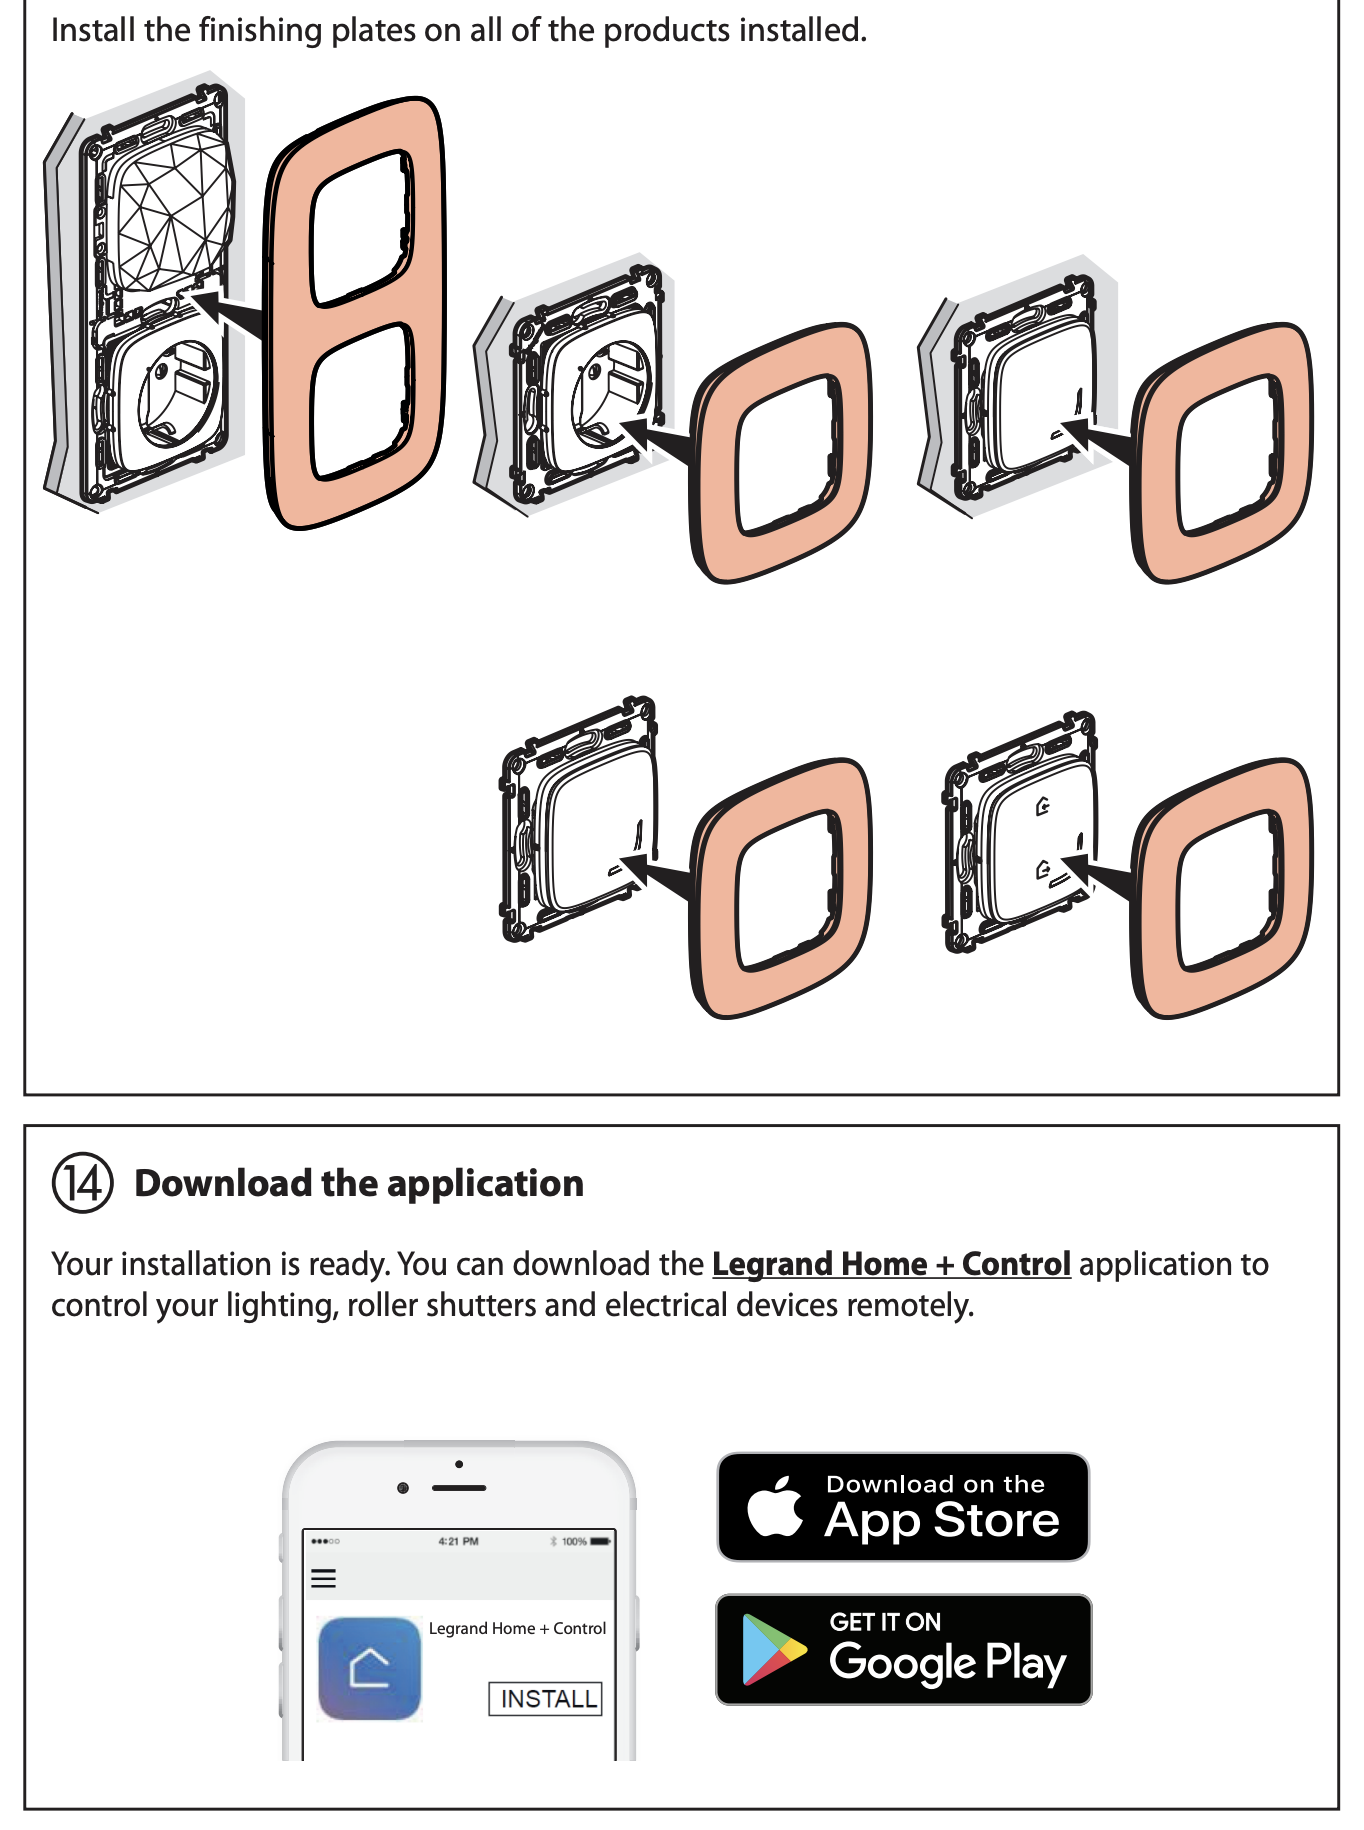 Install the finishing plates on all of the products installed.
14 Download the application
Your installation is ready. You can download the Legrand Home + Control application to
control your lighting, roller shutters and electrical devices remotely.
4:21 PM 100%
Legrand Home + Control
INSTALL
Download on the
App Store
GET IT ON
Google Play